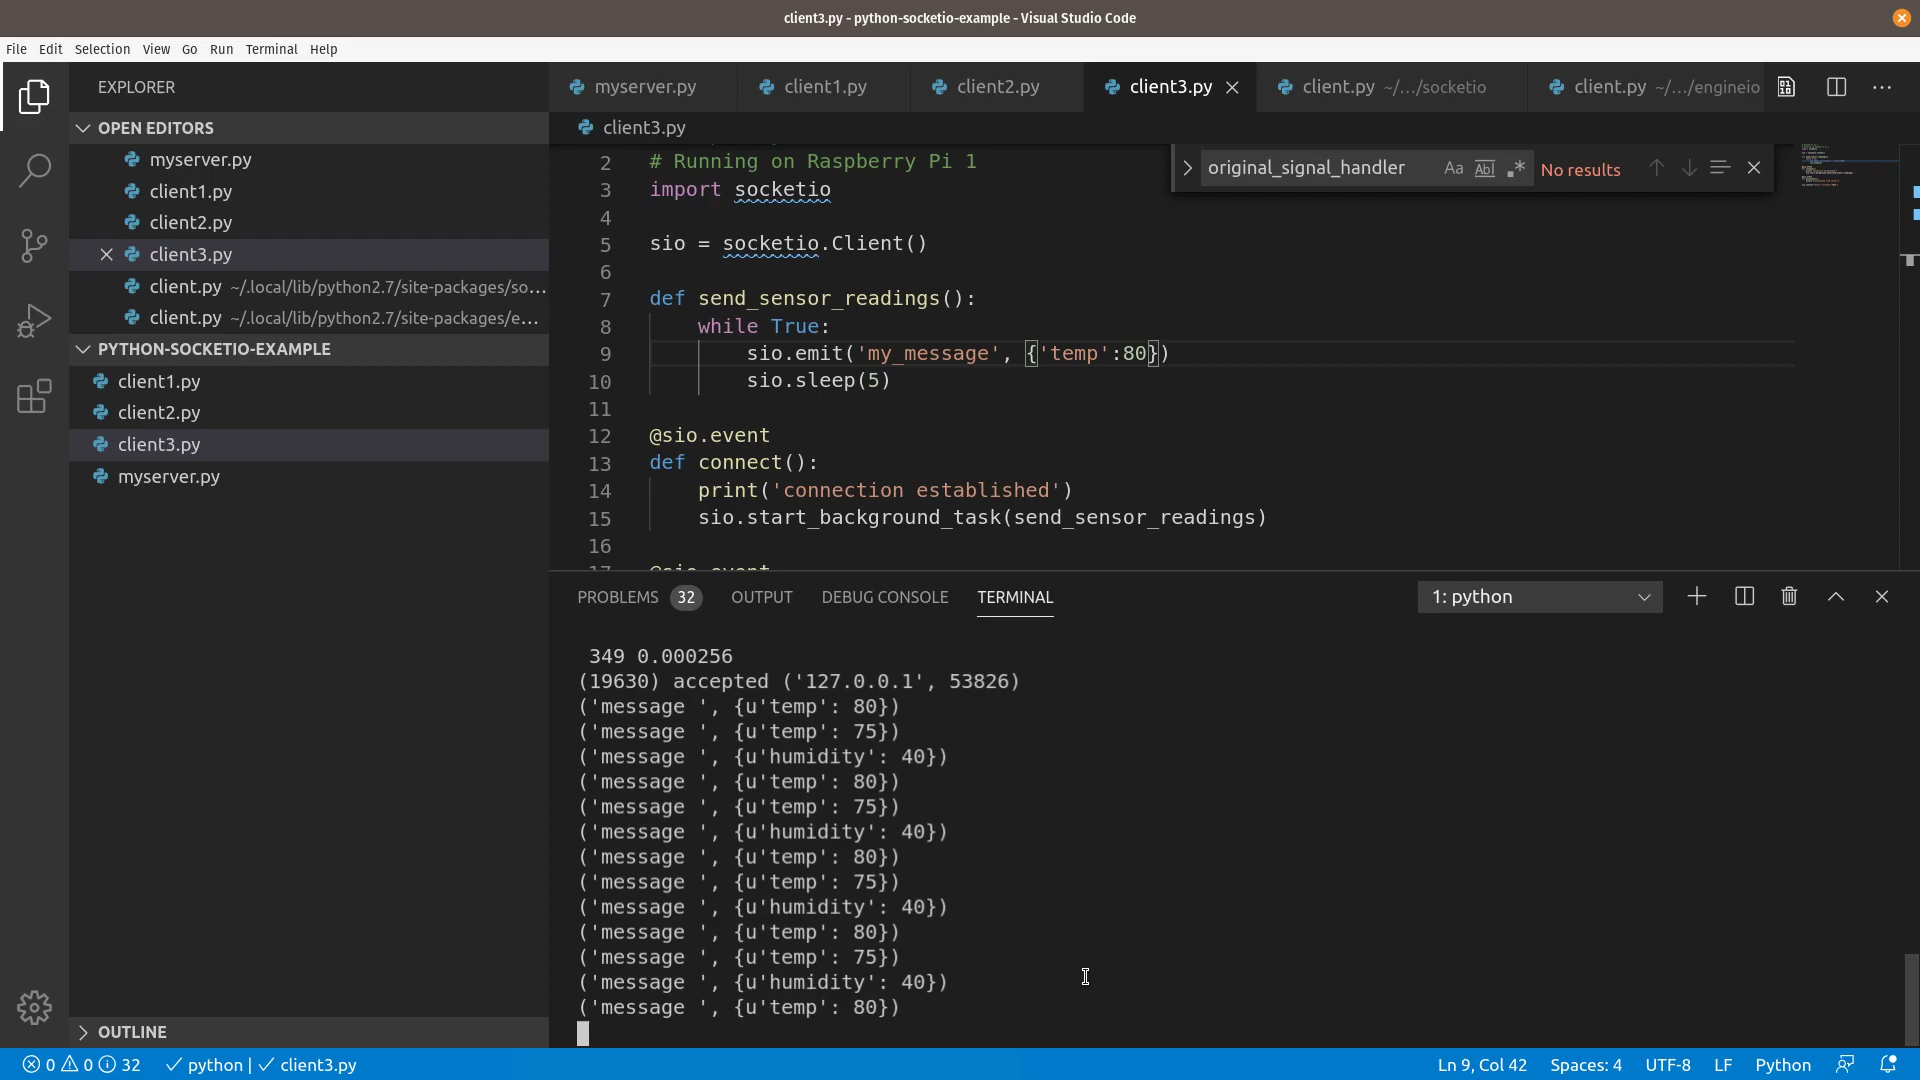 client3.py - python-socketio-example - Visual Studio Code
File Edit Selection View Go Run Terminal Help
EXPLORER
OPEN EDITORS
myserver.py
client1.py
client2.py
client3.py
client.py ~/.local/lib/python2.7/site-packages/so...
client.py ~/.local/lib/python2.7/site-packages/e...
PYTHON-SOCKETIO-EXAMPLE
client1.py
client2.py
client3.py
myserver.py
OUTLINE
myserver.py client1.py client2.py client3.py client.py ~/.../socketio client.py ~/.../engineio
client3.py
original_signal_handler Aa Abl .* No results
2 # Running on Raspberry Pi 1
3 import socketio
4
5 sio = socketio.Client()
6
7 def send_sensor_readings():
8 while True:
9 sio.emit('my_message', {'temp':80})
10 sio.sleep(5)
11
12 @sio.event
13 def connect():
14 print('connection established')
15 sio.start_background_task(send_sensor_readings)
16
17 @sio.event
PROBLEMS 32 OUTPUT DEBUG CONSOLE TERMINAL 1: python
349 0.000256
(19630) accepted ('127.0.0.1', 53826)
('message ', {u'temp': 80})
('message ', {u'temp': 75})
('message ', {u'humidity': 40})
('message ', {u'temp': 80})
('message ', {u'temp': 75})
('message ', {u'humidity': 40})
('message ', {u'temp': 80})
('message ', {u'temp': 75})
('message ', {u'humidity': 40})
('message ', {u'temp': 80})
('message ', {u'temp': 75})
('message ', {u'humidity': 40})
('message ', {u'temp': 80})
0 0 32 python | client3.py Ln 9, Col 42 Spaces: 4 UTF-8 LF Python